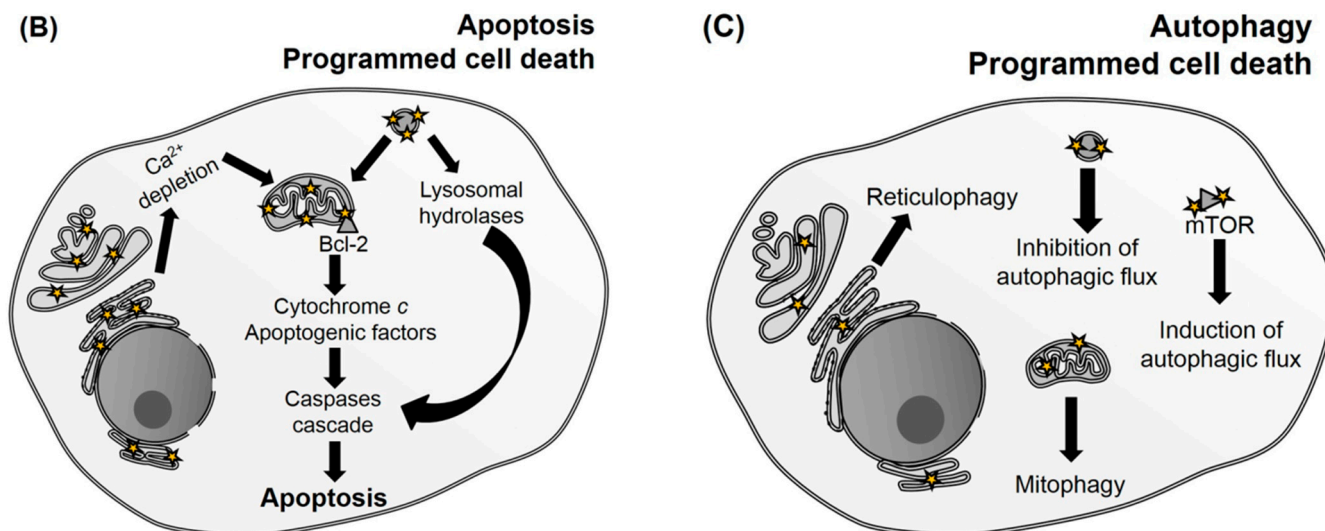 (B)
Apoptosis
Programmed cell death
Ca²⁺
depletion
Lysosomal
hydrolases
Bcl-2
Cytochrome c
Apoptogenic factors
Caspases
cascade
Apoptosis
(C)
Autophagy
Programmed cell death
Reticulophagy
mTOR
Inhibition of
autophagic flux
Induction of
autophagic flux
Mitophagy